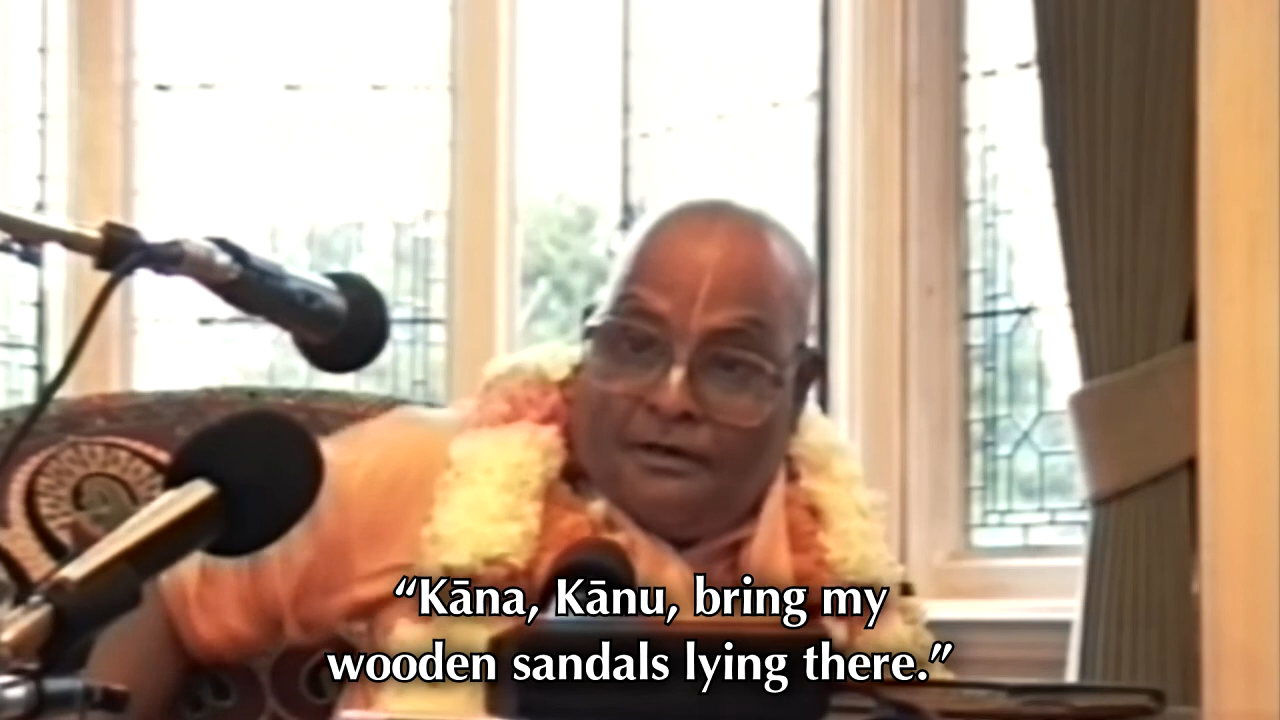 “Kāna, Kānu, bring my
wooden sandals lying there.”